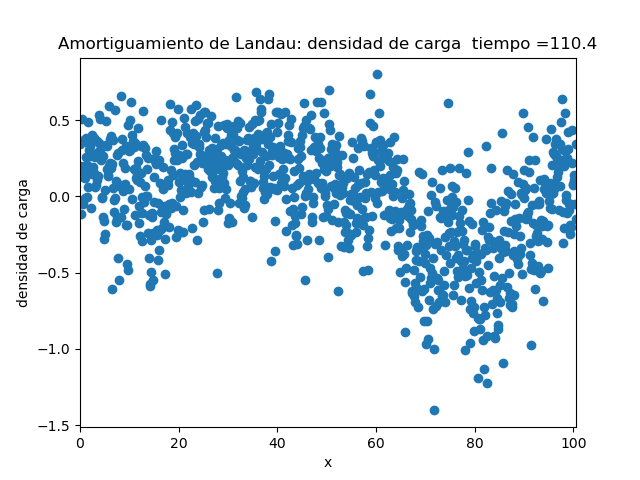 Amortiguamiento de Landau: densidad de carga  tiempo =110.4
0.5
0.0
−0.5
−1.0
−1.5
densidad de carga
0 20 40 60 80 100
x